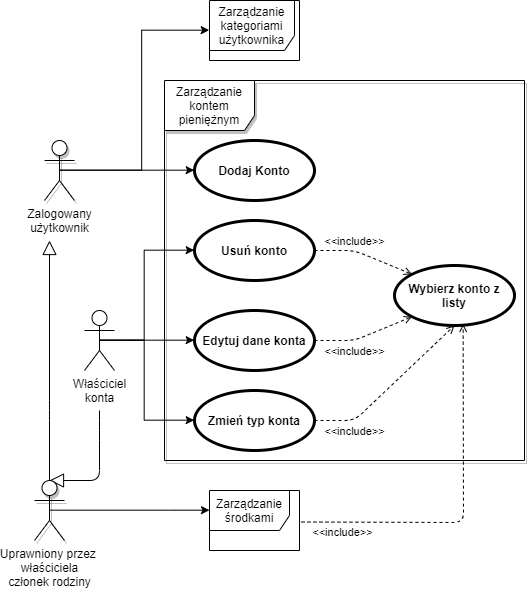 Zarządzanie
kategoriami
użytkownika
Zarządzanie
kontem
pieniężnym
Dodaj Konto
Zalogowany
użytkownik
Usuń konto
<<include>>
Wybierz konto z
listy
Edytuj dane konta
<<include>>
Właściciel
konta
Zmień typ konta
<<include>>
Zarządzanie
środkami
<<include>>
Uprawniony przez
właściciela
członek rodziny